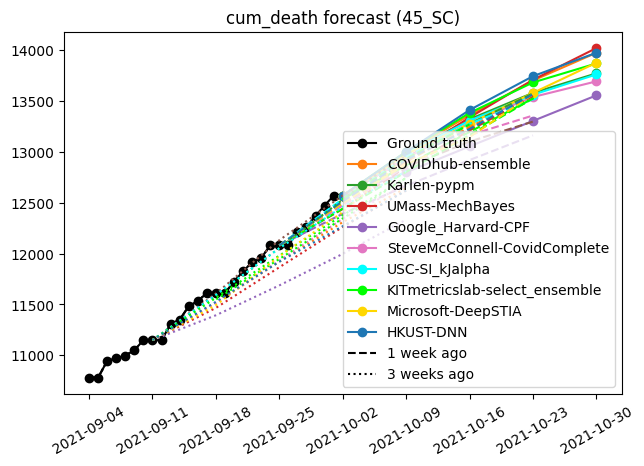 cum_death forecast (45_SC)
14000
13500
13000
12500
12000
11500
11000
Ground truth
COVIDhub-ensemble
Karlen-pypm
UMass-MechBayes
Google_Harvard-CPF
SteveMcConnell-CovidComplete
USC-SI_kJalpha
KITmetricslab-select_ensemble
Microsoft-DeepSTIA
HKUST-DNN
1 week ago
3 weeks ago
2021-09-04
2021-09-11
2021-09-18
2021-09-25
2021-10-02
2021-10-09
2021-10-16
2021-10-23
2021-10-30